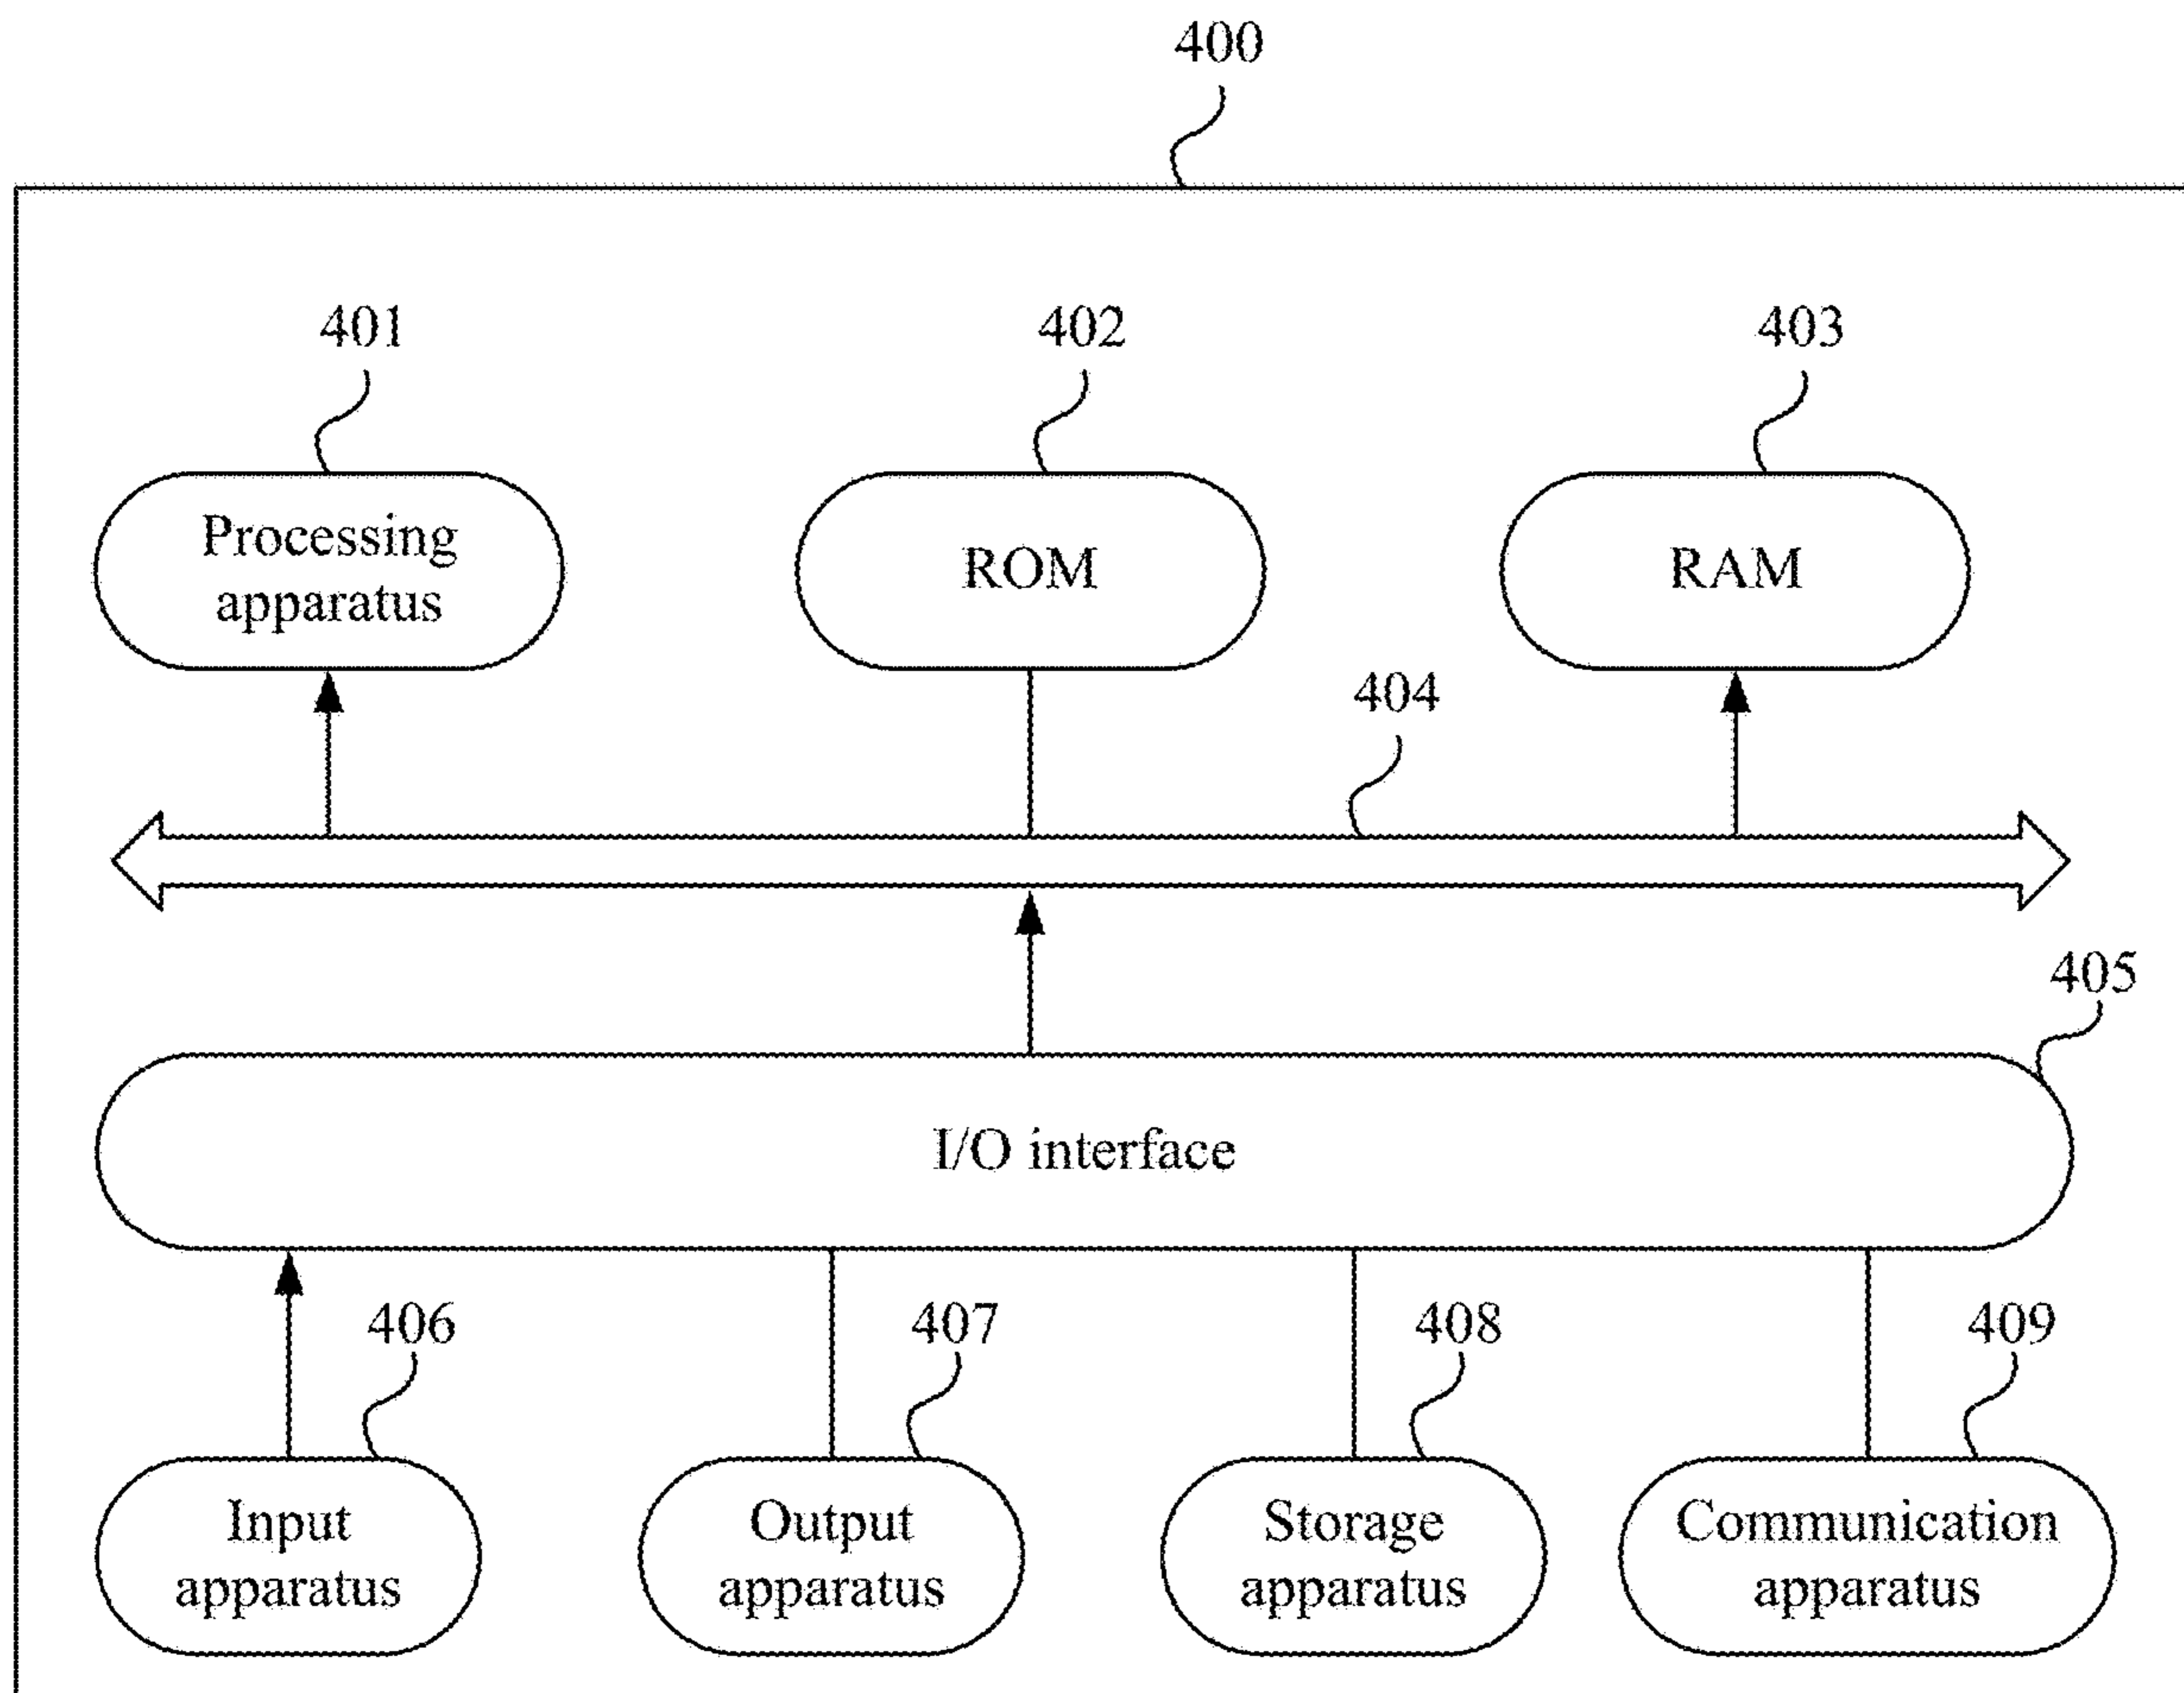 400
401
402
403
Processing
apparatus
ROM
RAM
404
405
I/O interface
406
407
408
409
Input
apparatus
Output
apparatus
Storage
apparatus
Communication
apparatus